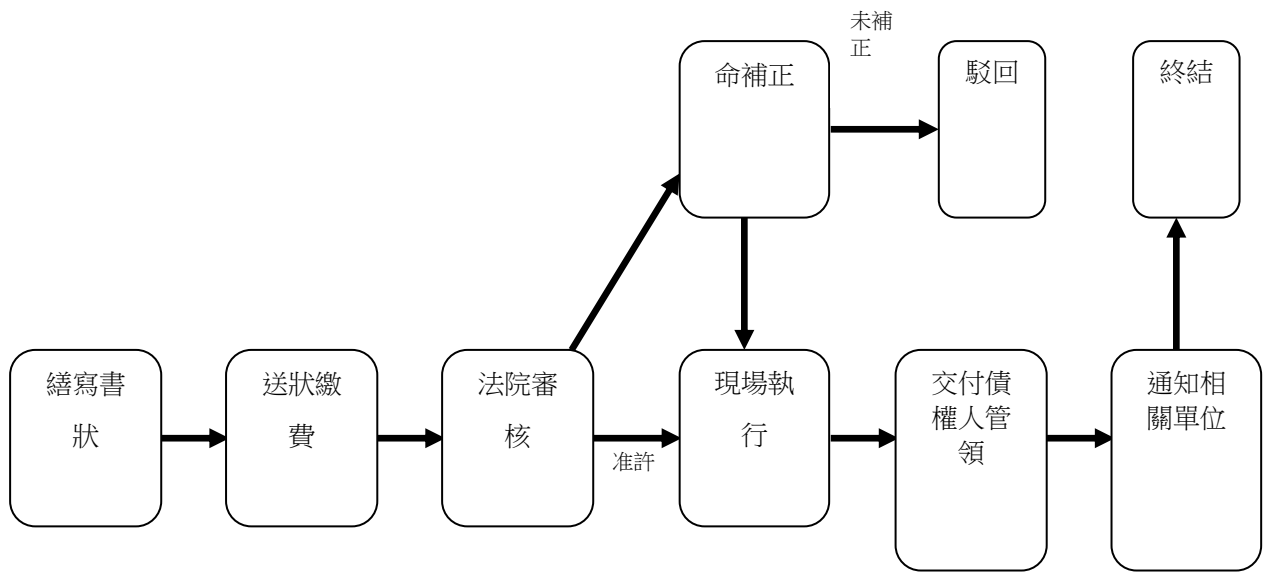 未補
正
命補正
駁回
終結
繕寫書
狀
送狀繳
費
法院審
核
准許
現場執
行
交付債
權人管
領
通知相
關單位